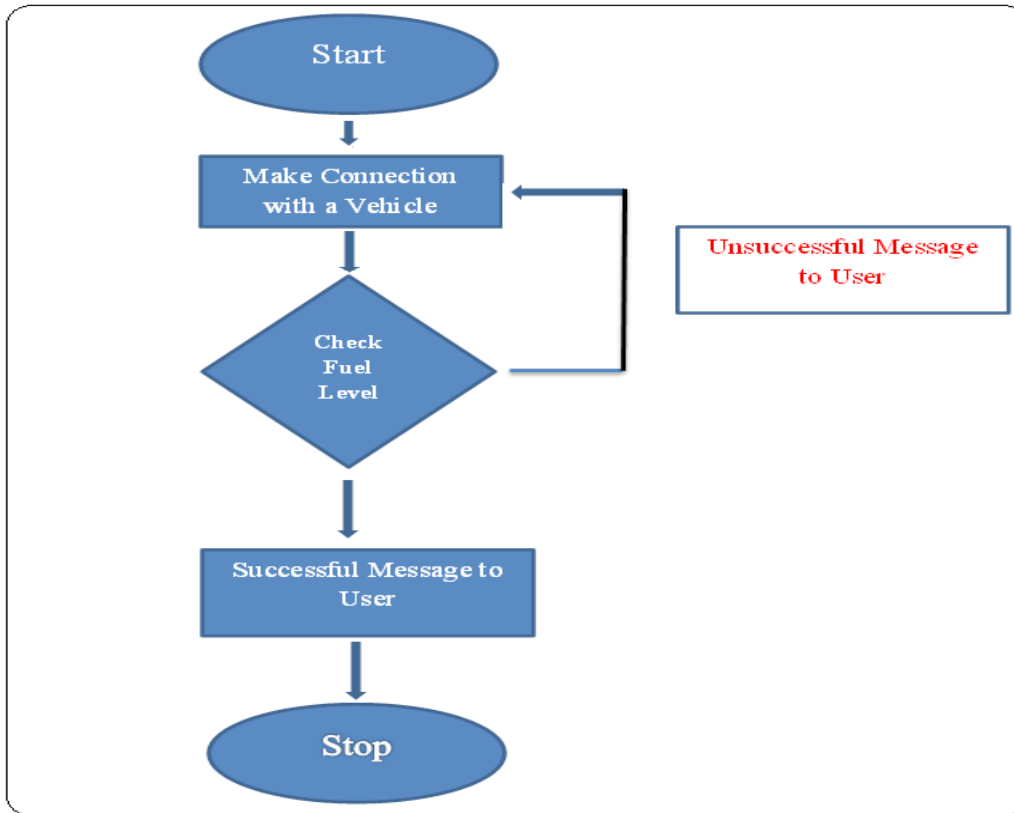 Start
Make Connection
with a Vehicle
Unsuccessful Message
to User
Check
Fuel
Level
Successful Message to
User
Stop